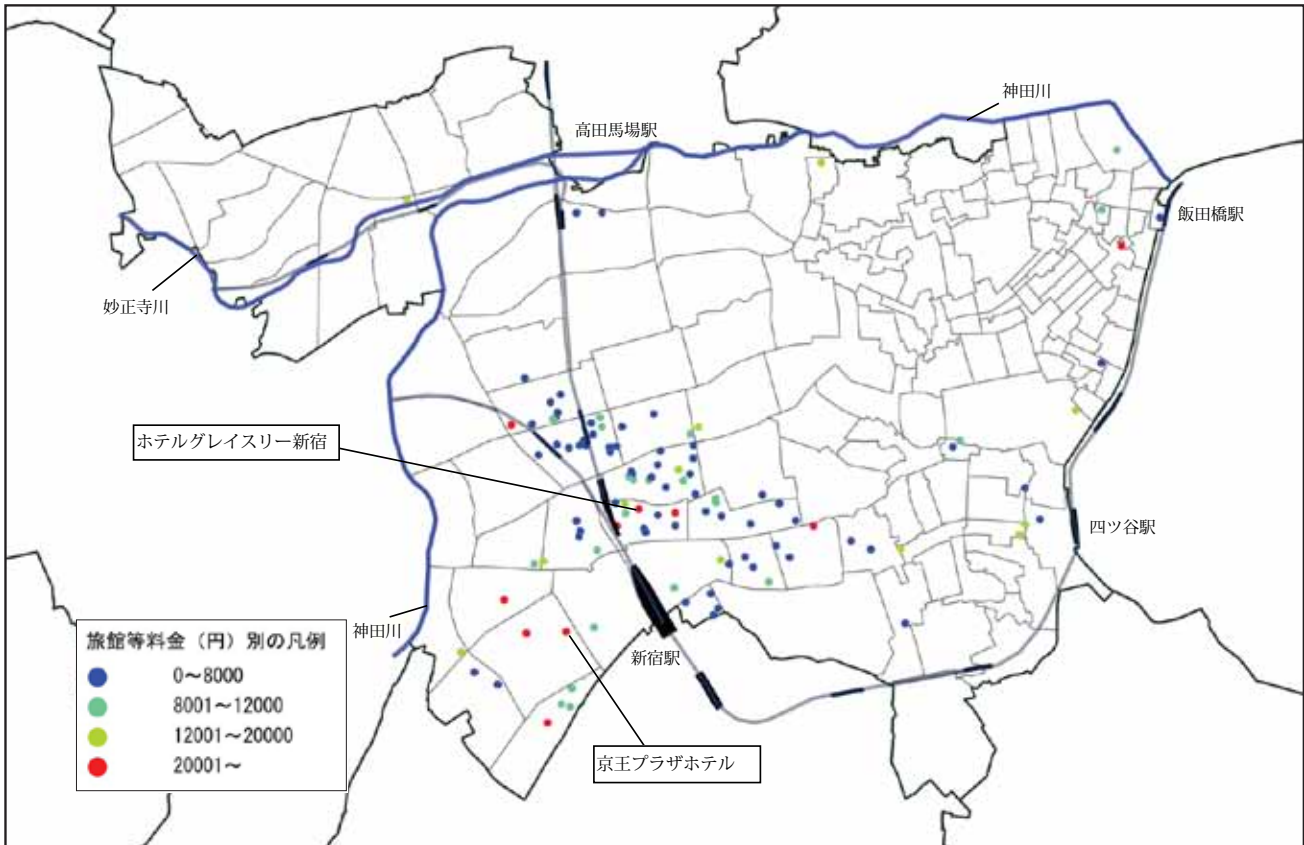 神田川
高田馬場駅
飯田橋駅
妙正寺川
ホテルグレイスリー新宿
四ツ谷駅
神田川
新宿駅
京王プラザホテル
旅館等料金（円）別の凡例
0～8000
8001～12000
12001～20000
20001～